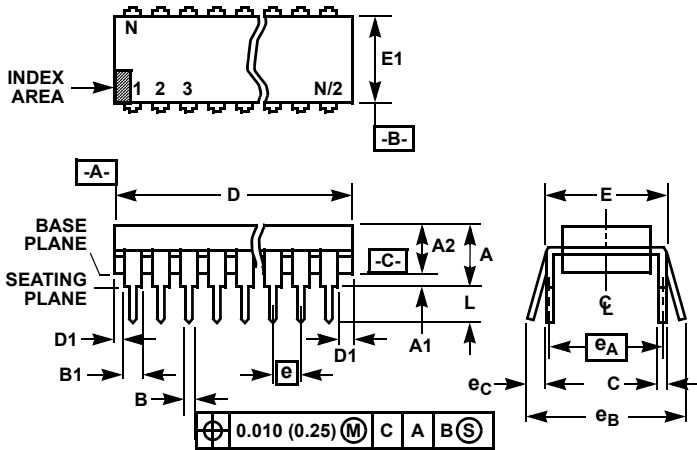 N
E1
INDEX
AREA
1 2 3 N/2
-B-
-A-
D
E
BASE
PLANE
A2 A
-C-
SEATING
PLANE
L
C
L
D1 A1 D1
e
eA
B1
eC C
B
eB
0.010 (0.25) M C A B S